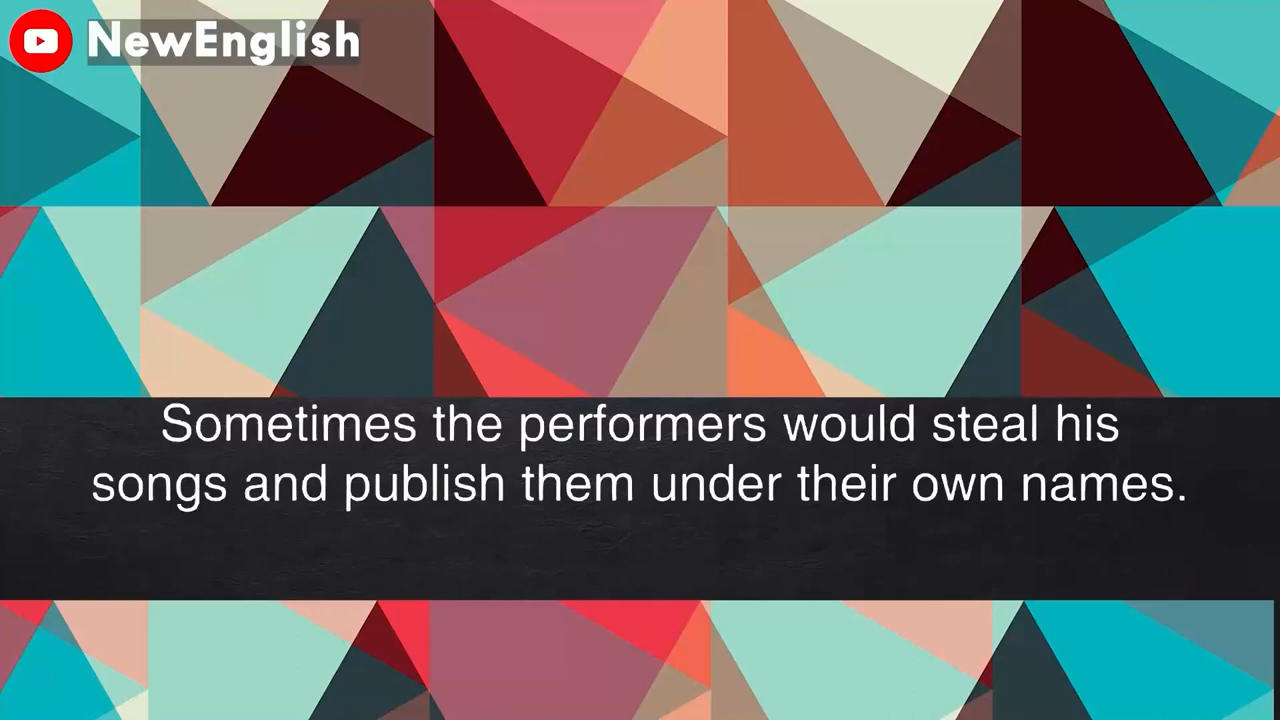 NewEnglish
Sometimes the performers would steal his
songs and publish them under their own names.